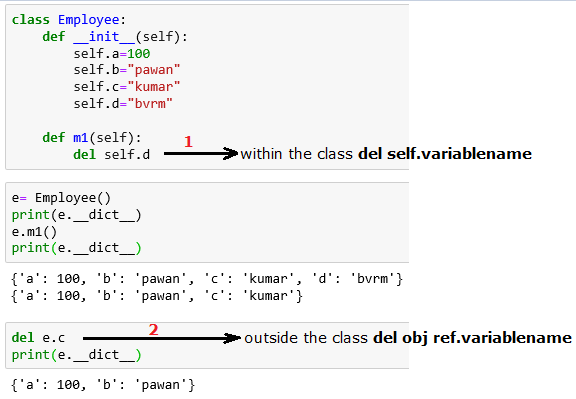 class Employee:
    def __init__(self):
        self.a=100
        self.b="pawan"
        self.c="kumar"
        self.d="bvrm"
    def m1(self):
        del self.d 1 within the class del self.variablename
e= Employee()
print(e.__dict__)
e.m1()
print(e.__dict__)
{'a': 100, 'b': 'pawan', 'c': 'kumar', 'd': 'bvrm'}
{'a': 100, 'b': 'pawan', 'c': 'kumar'}
del e.c 2 outside the class del obj ref.variablename
print(e.__dict__)
{'a': 100, 'b': 'pawan'}